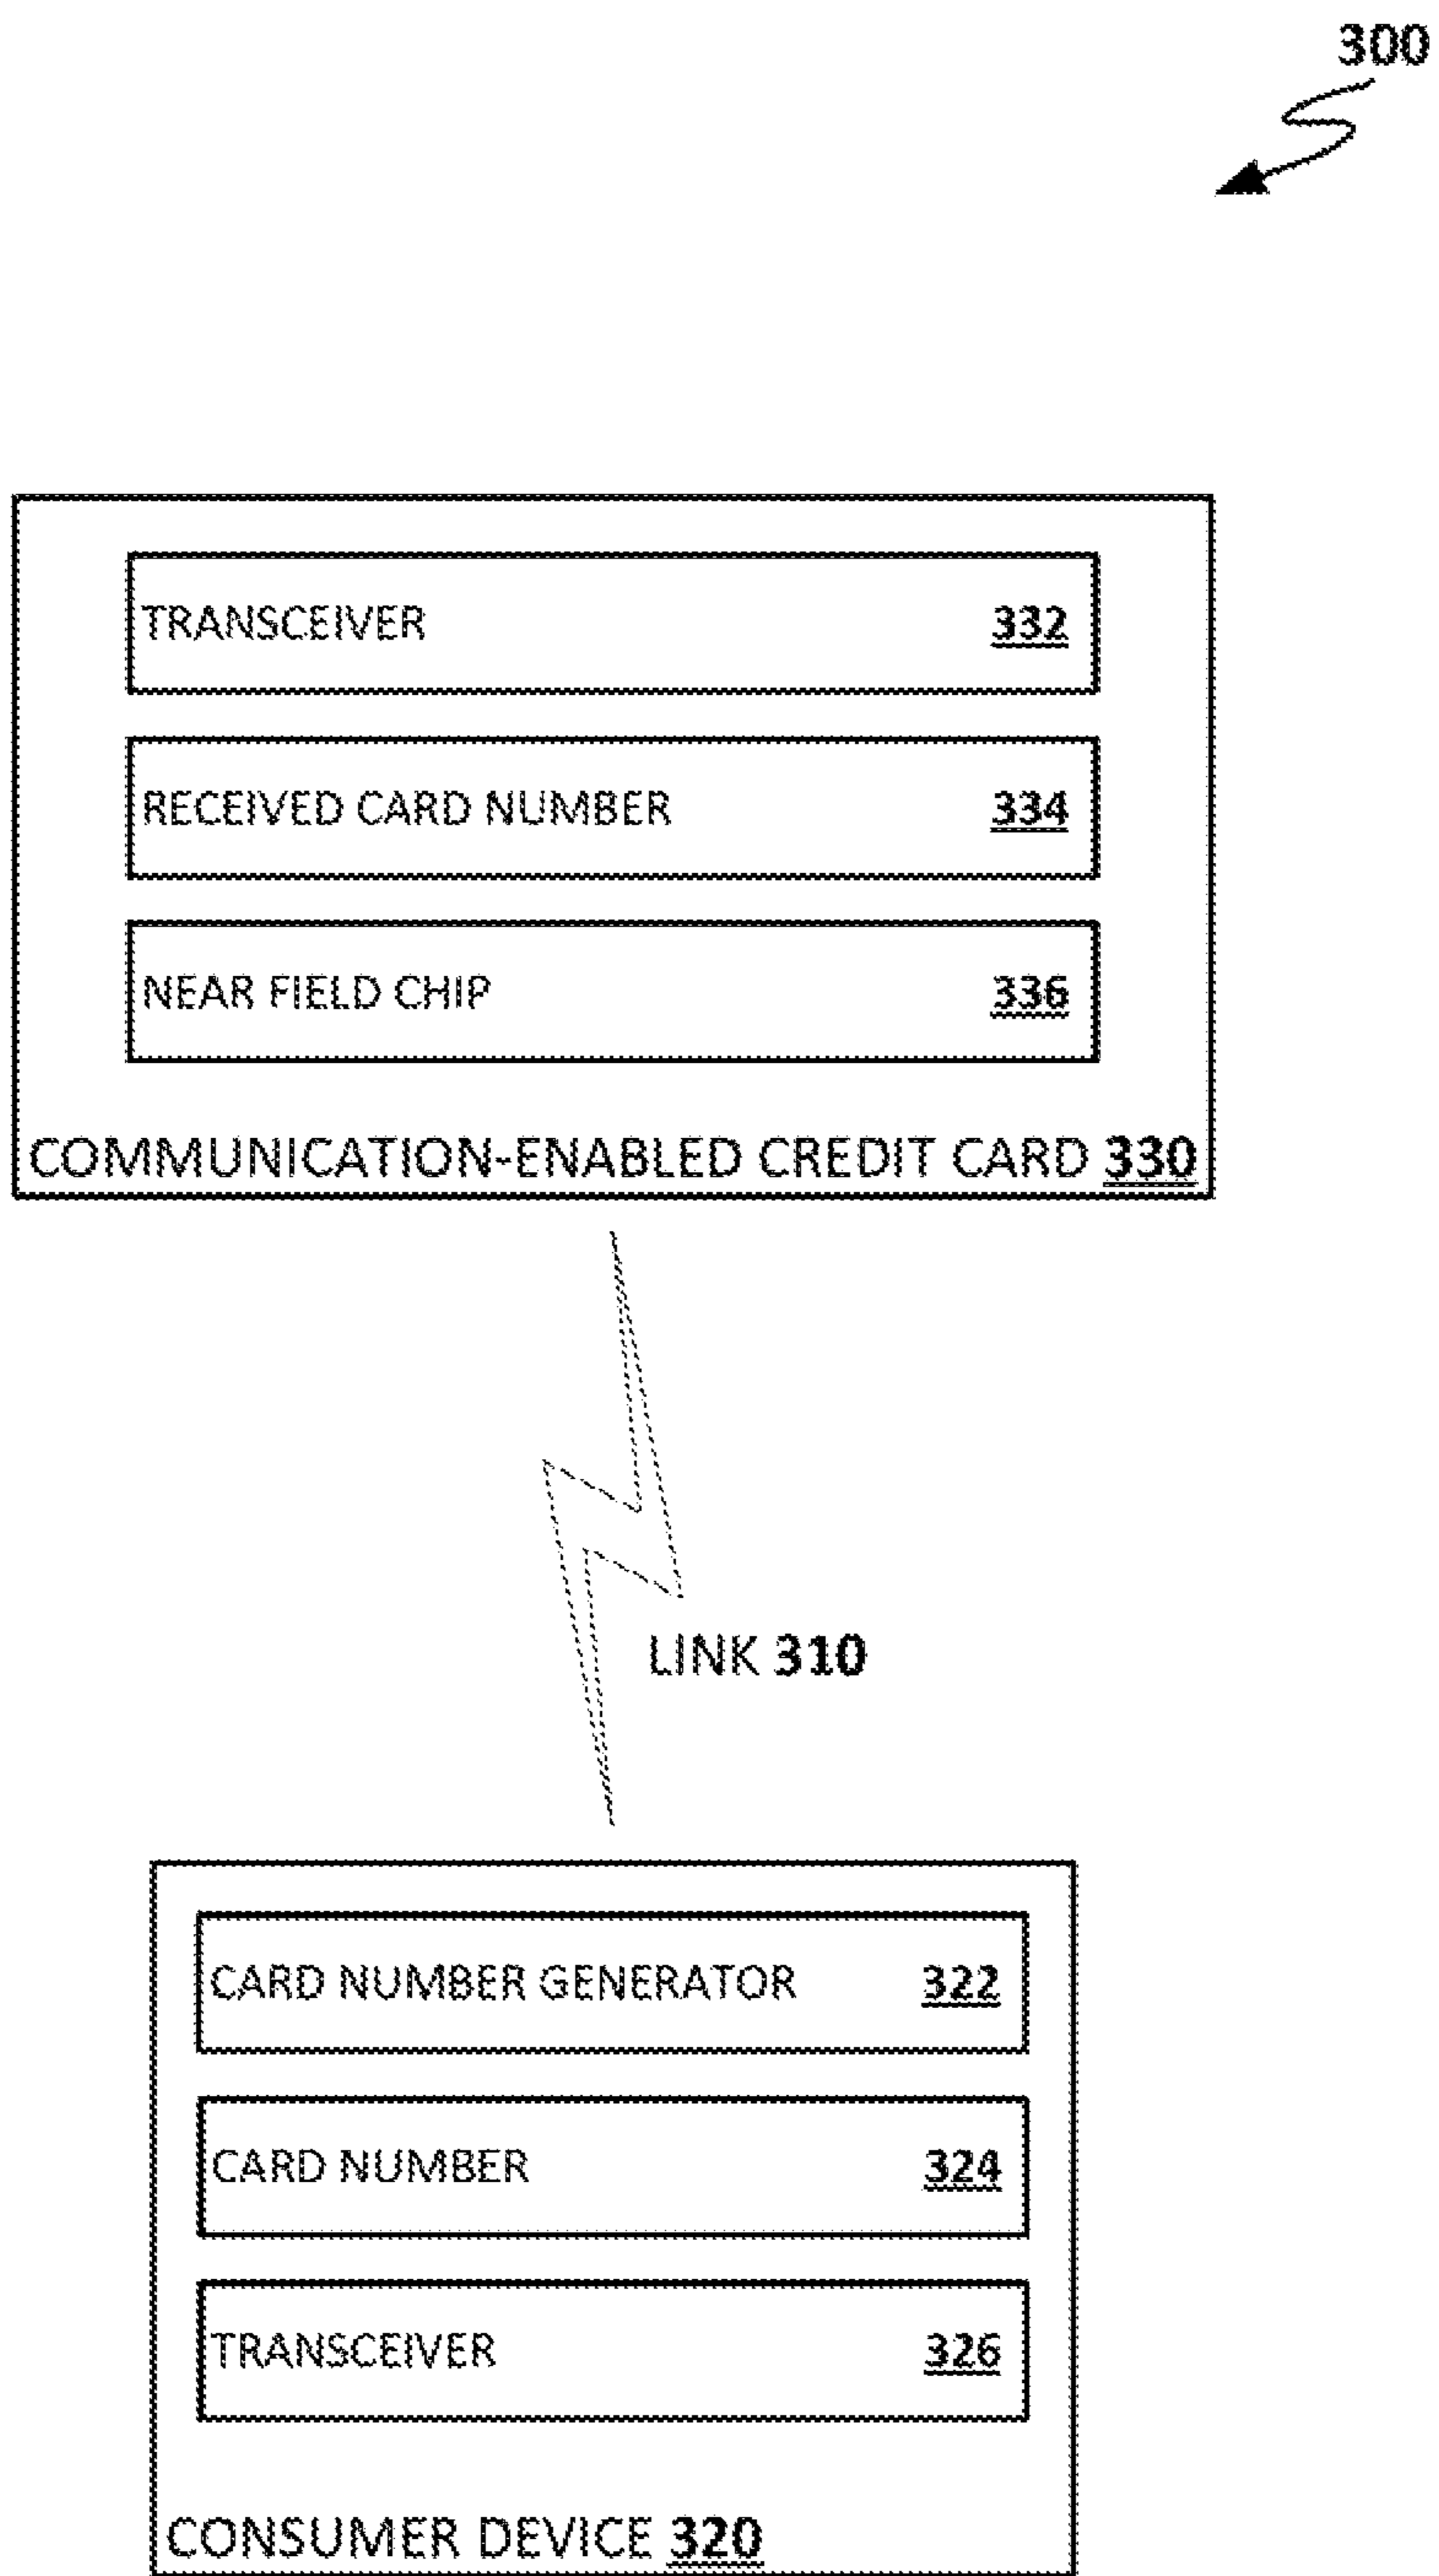 300
TRANSCEIVER 332
RECEIVED CARD NUMBER 334
NEAR FIELD CHIP 336
COMMUNICATION-ENABLED CREDIT CARD 330
LINK 310
CARD NUMBER GENERATOR 322
CARD NUMBER 324
TRANSCEIVER 326
CONSUMER DEVICE 320